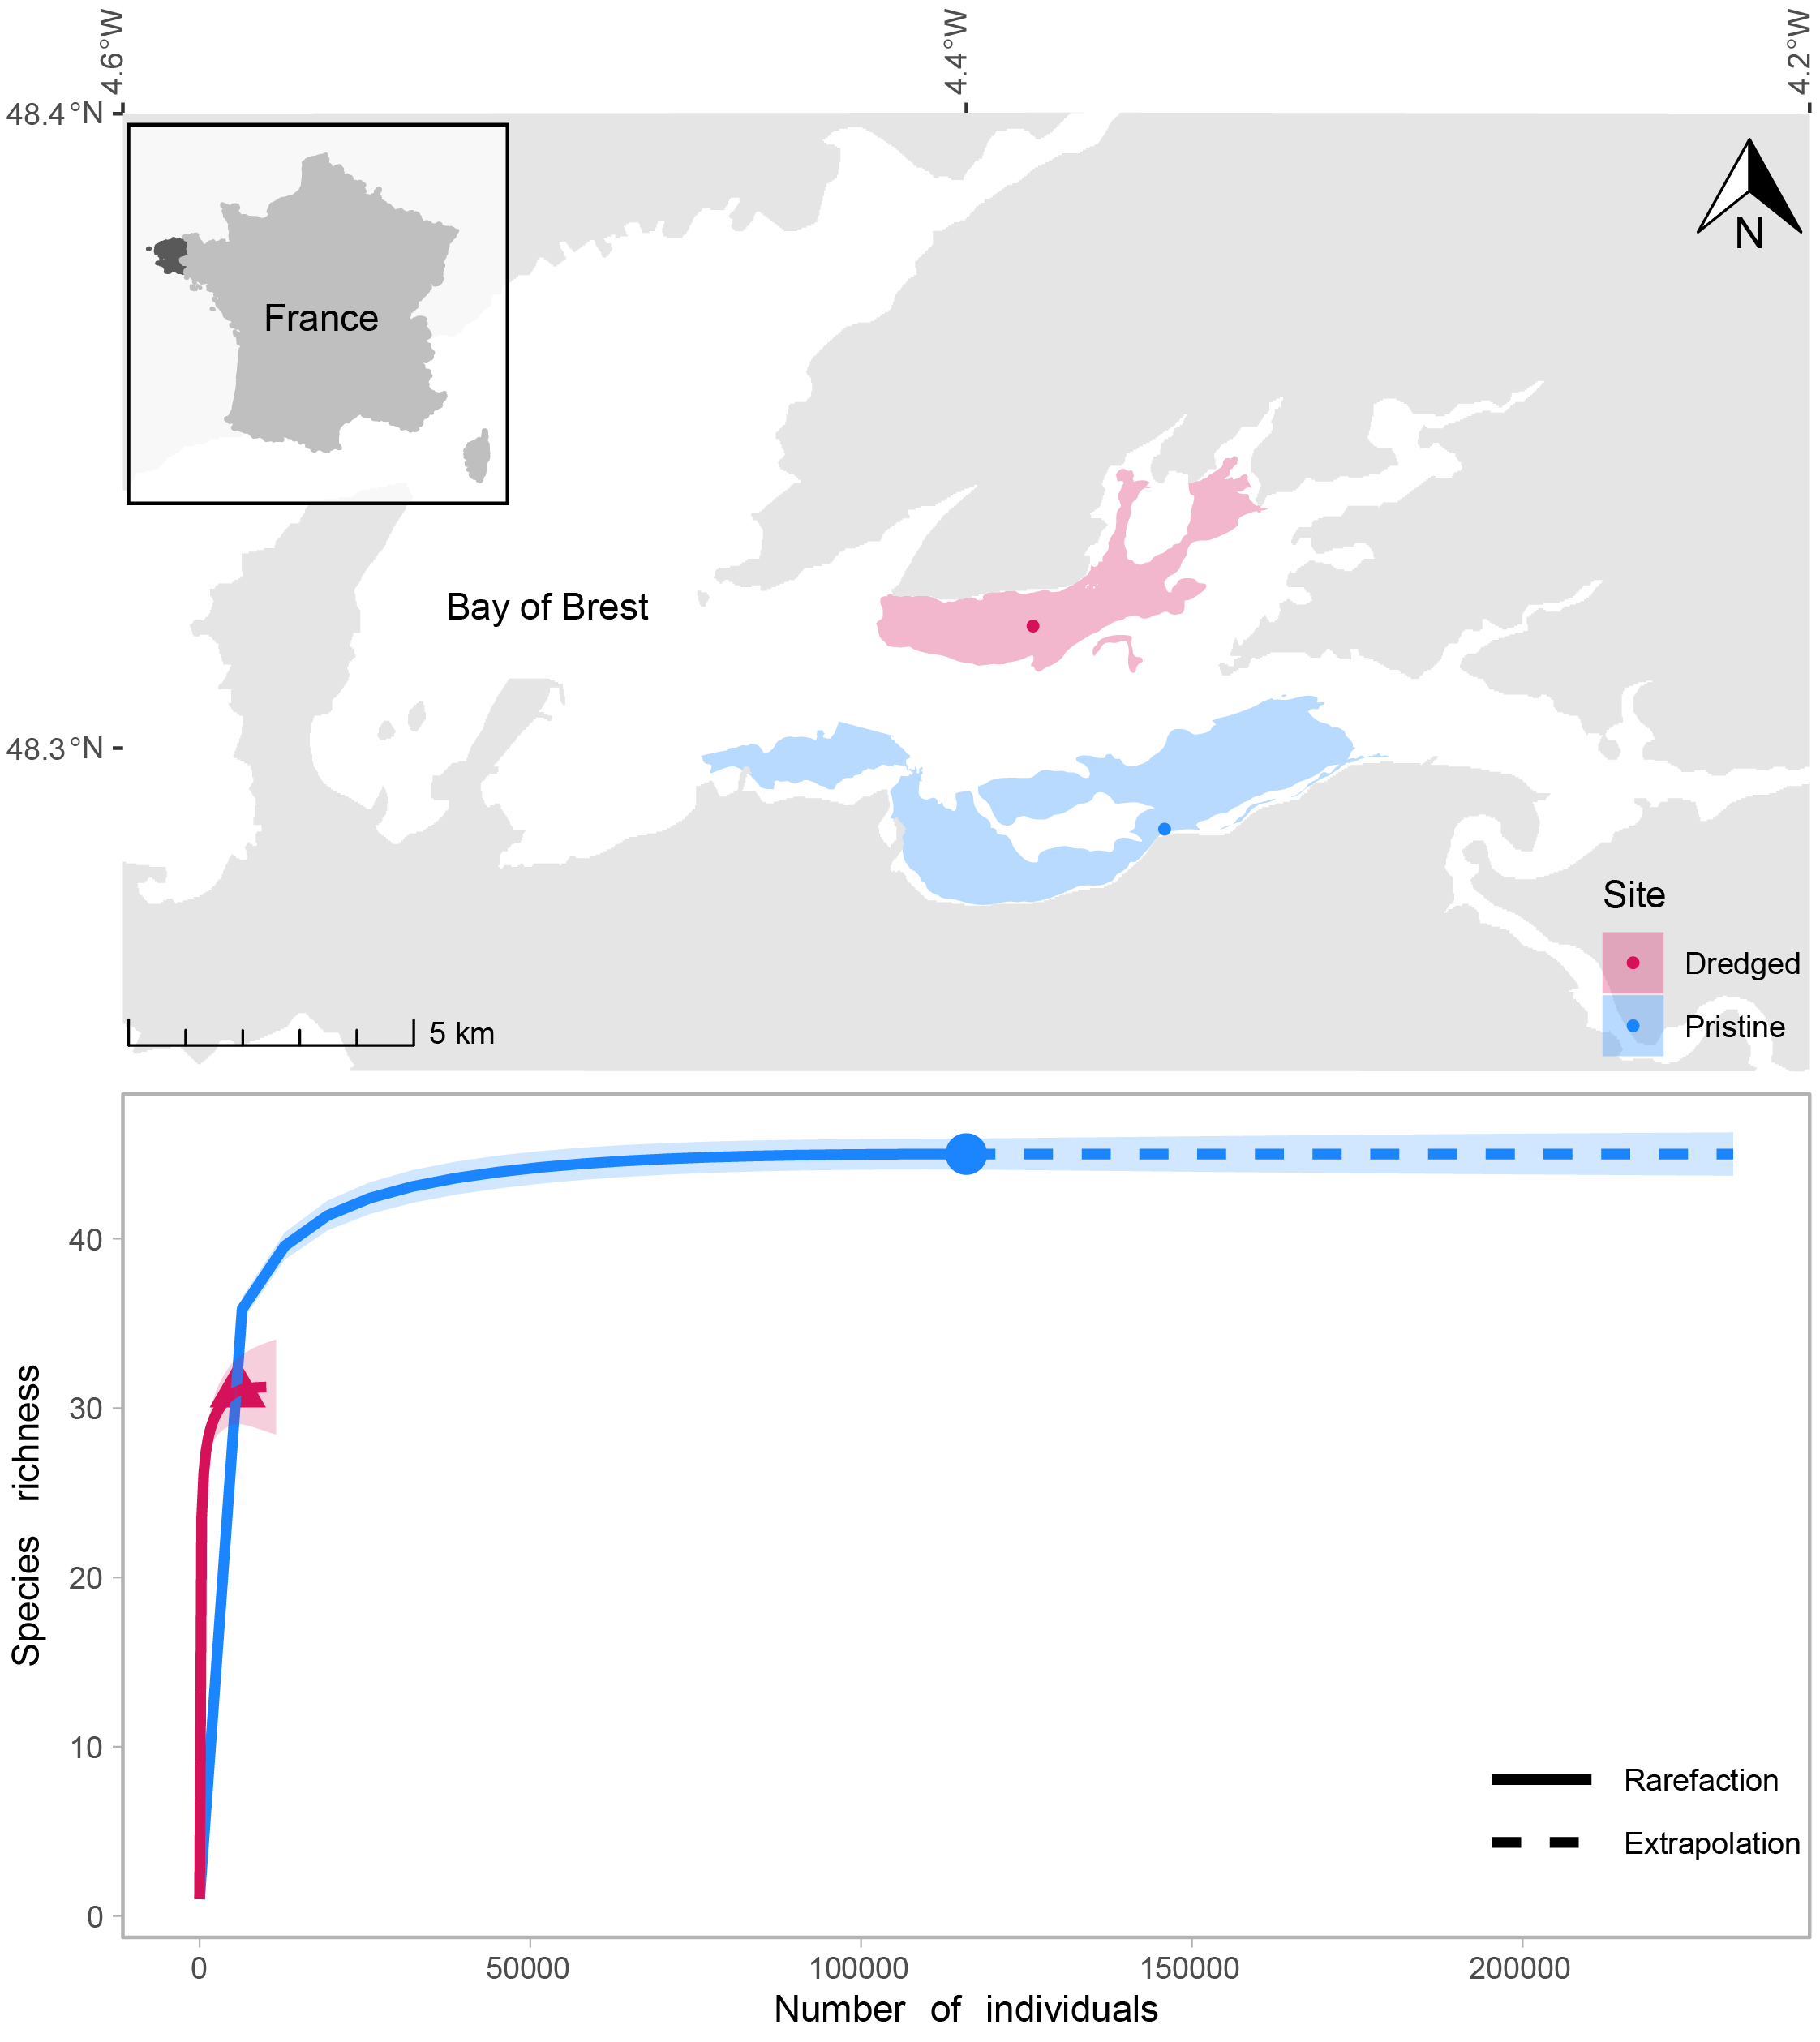 4.6°W
4.4°W
4.2°W
48.4°N
N
France
Bay of Brest
48.3°N
Site
Dredged
Pristine
5 km
40
30
20
10
0
Species richness
Rarefaction
Extrapolation
0
50000
100000
150000
200000
Number of individuals